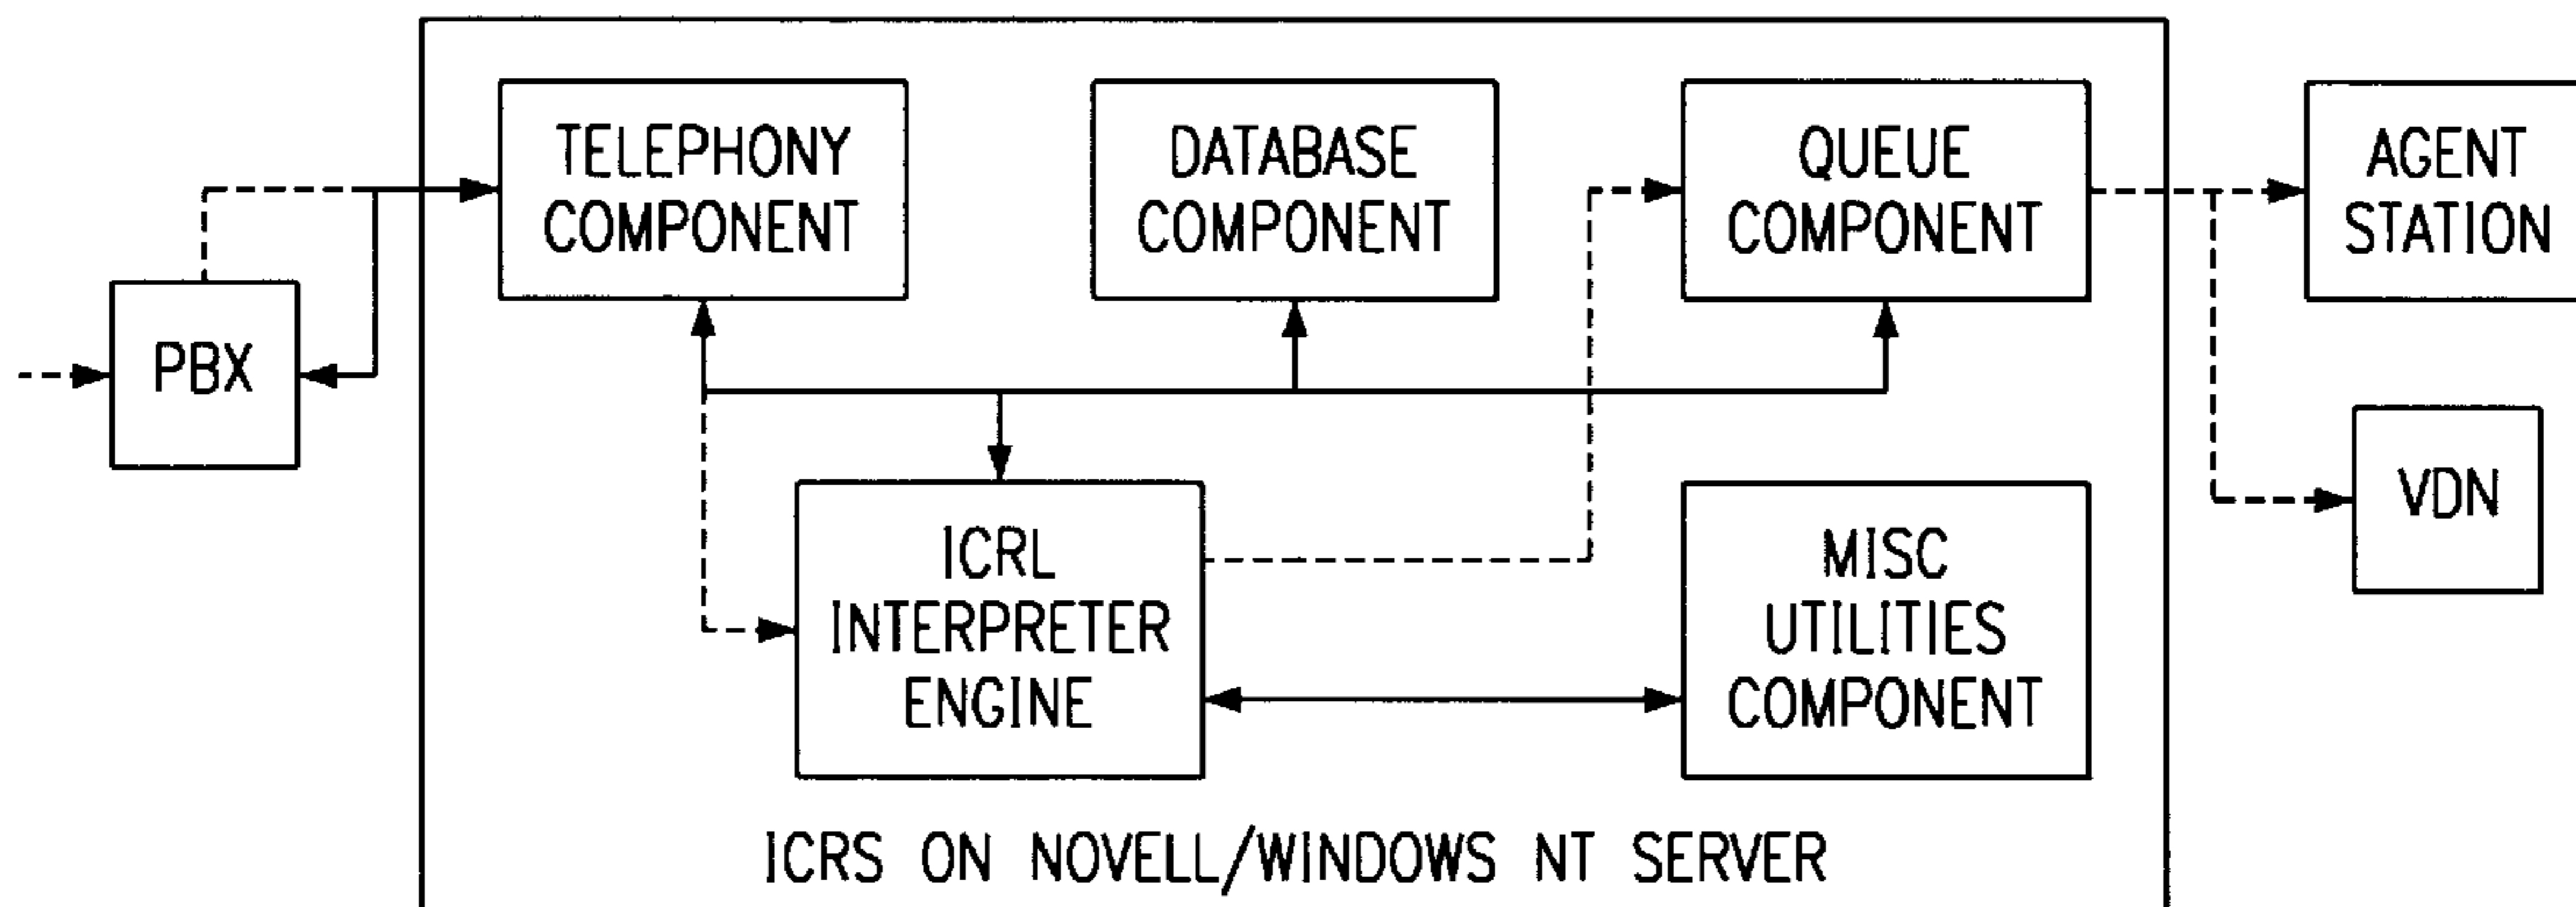 TELEPHONY
COMPONENT
DATABASE
COMPONENT
QUEUE
COMPONENT
AGENT
STATION
PBX
ICRL
INTERPRETER
ENGINE
MISC
UTILITIES
COMPONENT
VDN
ICRS ON NOVELL/WINDOWS NT SERVER